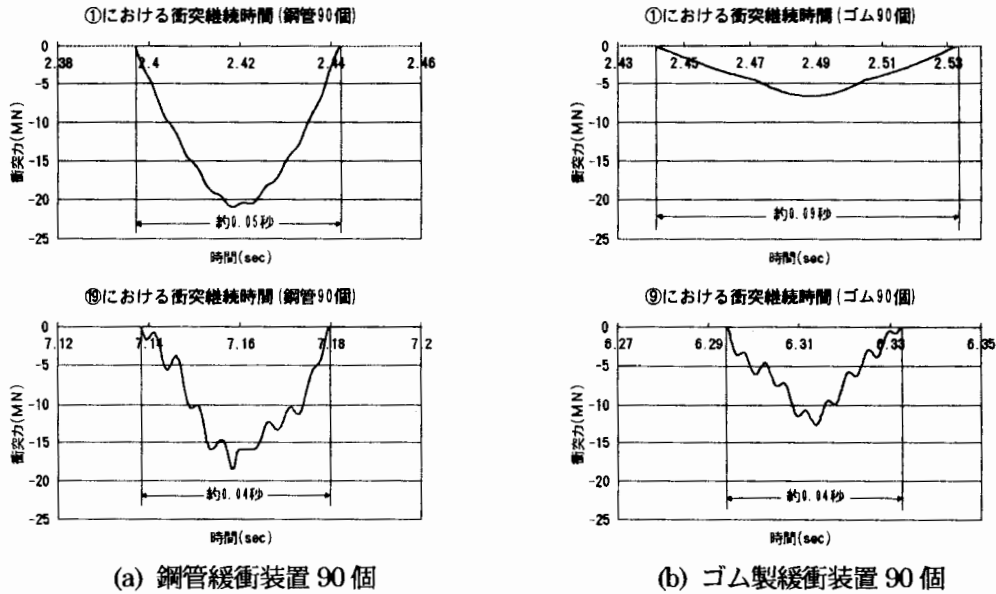 ①における衝突継続時間(鋼管90個)
0
-5
-10
-15
-20
-25
2.38 2.4 2.42 2.44 2.46
衝突力(MN)
約0.05秒
時間(sec)
①における衝突継続時間(ゴム90個)
0
-5
-10
-15
-20
-25
2.43 2.45 2.47 2.49 2.51 2.53
衝突力(MN)
約0.09秒
時間(sec)
⑲における衝突継続時間(鋼管90個)
0
-5
-10
-15
-20
-25
7.12 7.14 7.16 7.18 7.2
衝突力(MN)
約0.04秒
時間(sec)
⑨における衝突継続時間(ゴム90個)
0
-5
-10
-15
-20
-25
6.27 6.29 6.31 6.33 6.35
衝突力(MN)
約0.04秒
時間(sec)
(a) 鋼管緩衝装置 90 個
(b) ゴム製緩衝装置 90 個